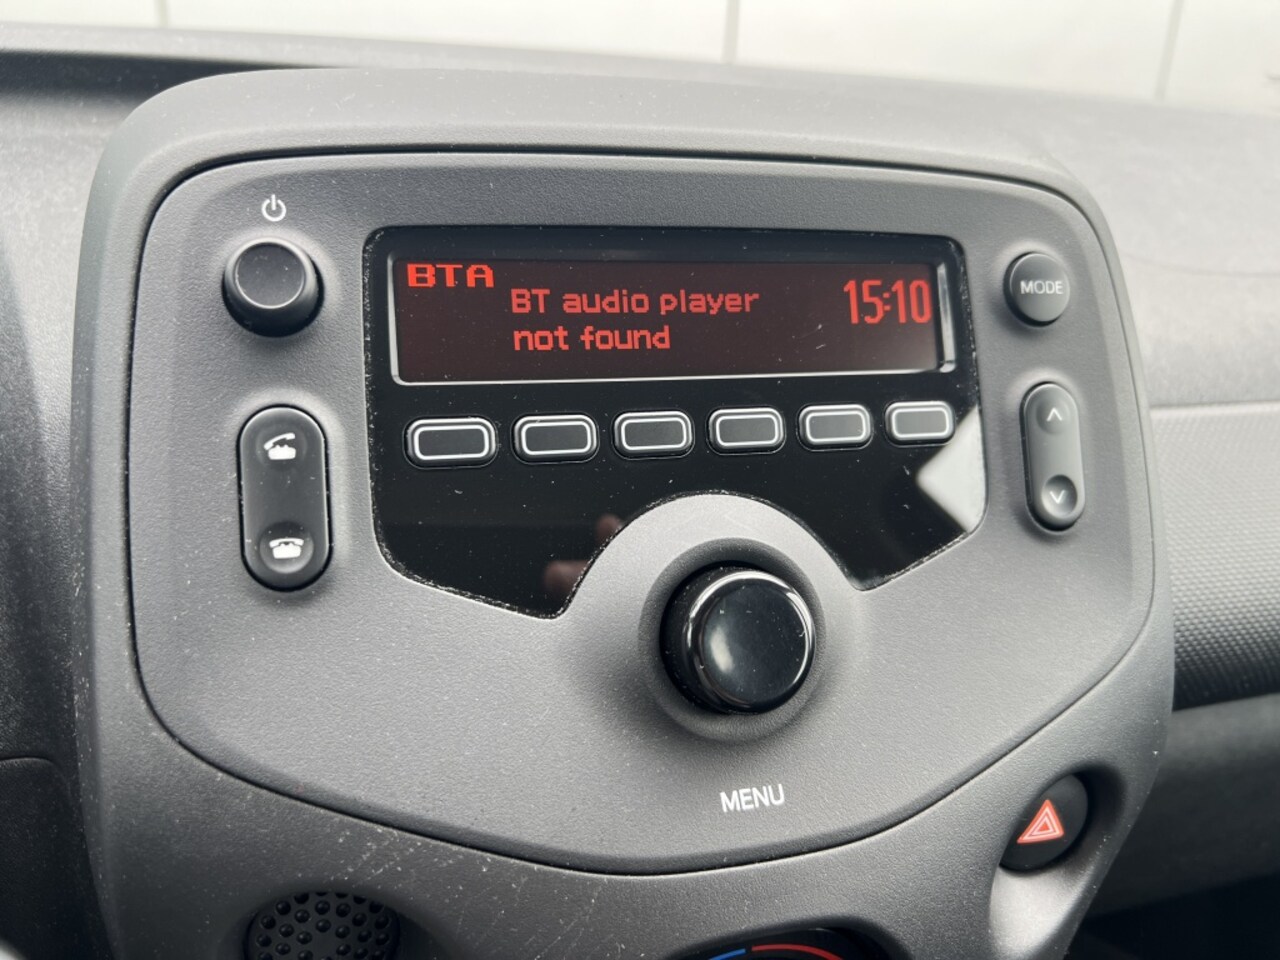 BTA
BT audio player
not found
15:10
MODE
MENU